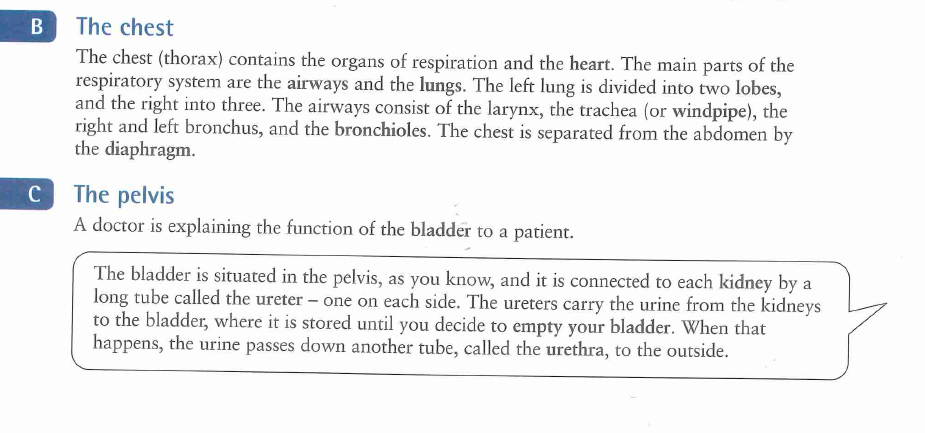 B The chest
The chest (thorax) contains the organs of respiration and the heart. The main parts of the
respiratory system are the airways and the lungs. The left lung is divided into two lobes,
and the right into three. The airways consist of the larynx, the trachea (or windpipe), the
right and left bronchus, and the bronchioles. The chest is separated from the abdomen by
the diaphragm.
C The pelvis
A doctor is explaining the function of the bladder to a patient.
The bladder is situated in the pelvis, as you know, and it is connected to each kidney by a
long tube called the ureter – one on each side. The ureters carry the urine from the kidneys
to the bladder, where it is stored until you decide to empty your bladder. When that
happens, the urine passes down another tube, called the urethra, to the outside.